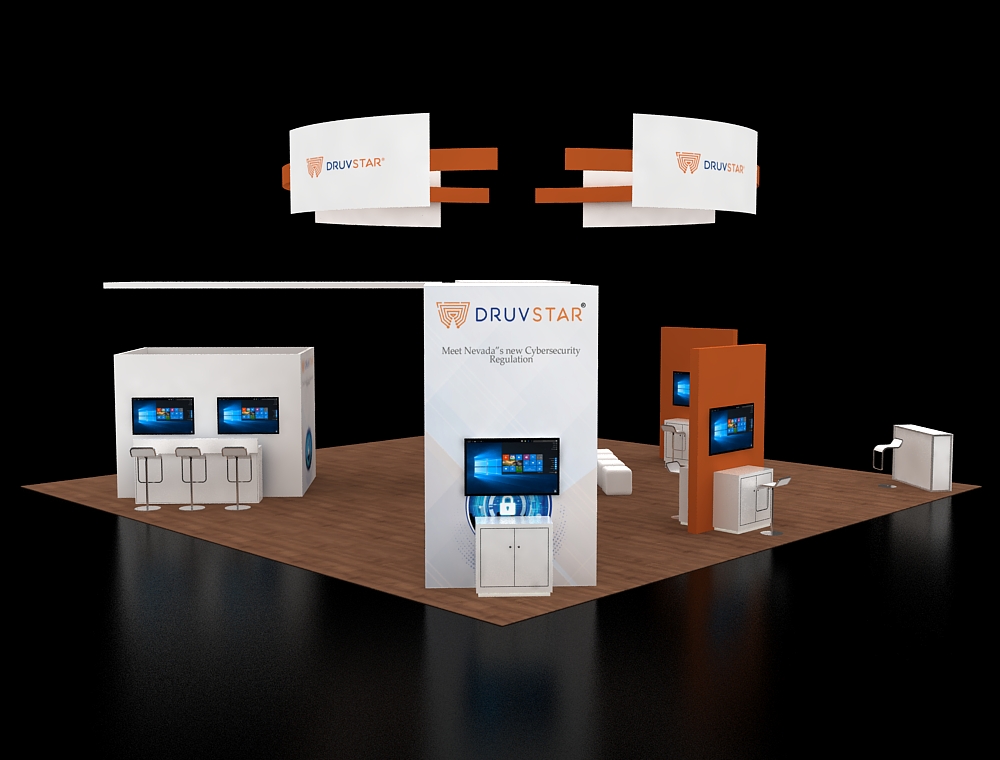 DRUVSTAR®
DRUVSTAR
DRUVSTAR®
Meet Nevada"s new Cybersecurity
Regulation